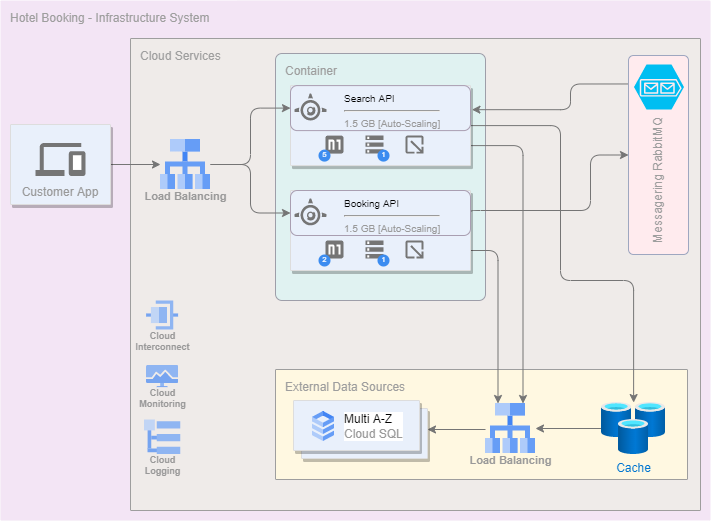 Hotel Booking - Infrastructure System
Cloud Services
Container
Search API
1.5 GB [Auto-Scaling]
n1
5
1
Customer App
Load Balancing
Booking API
1.5 GB [Auto-Scaling]
n1
2
1
Messagering RabbitMQ
Cloud
Interconnect
Cloud
Monitoring
Cloud
Logging
External Data Sources
Multi A-Z
Cloud SQL
Load Balancing
Cache